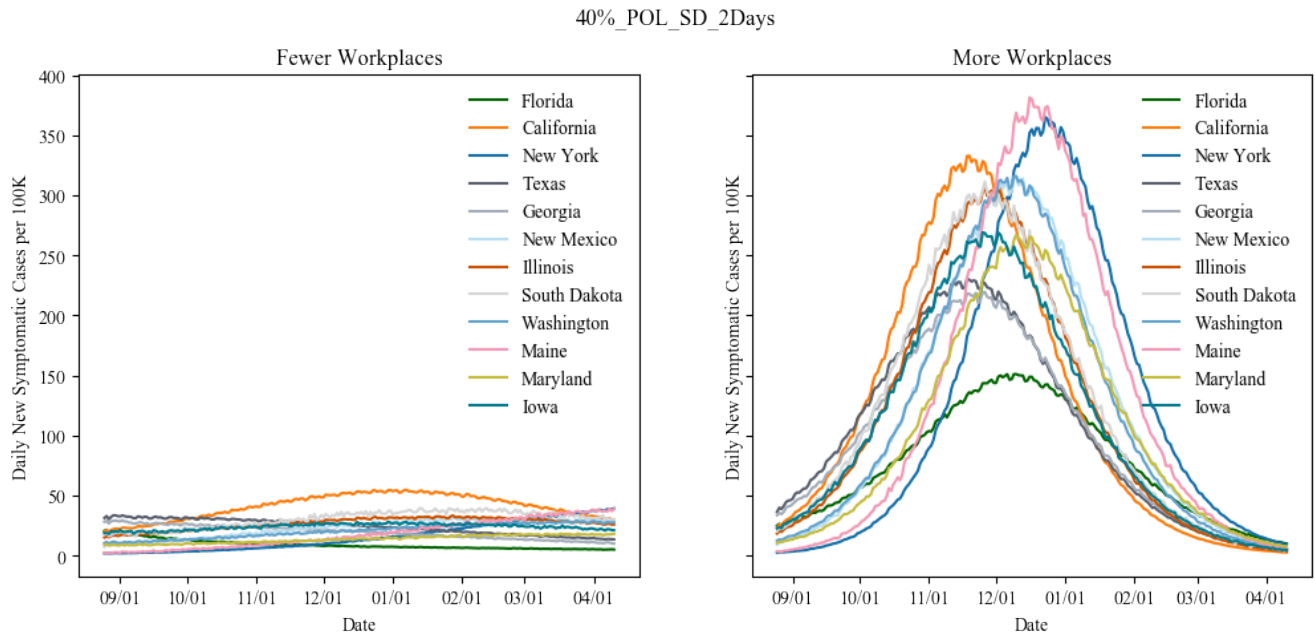 40%_POL_SD_2Days
Fewer Workplaces
Daily New Symptomatic Cases per 100K
400
350
300
250
200
150
100
50
0
Florida
California
New York
Texas
Georgia
New Mexico
Illinois
South Dakota
Washington
Maine
Maryland
Iowa
09/01 10/01 11/01 12/01 01/01 02/01 03/01 04/01
Date
More Workplaces
Daily New Symptomatic Cases per 100K
Florida
California
New York
Texas
Georgia
New Mexico
Illinois
South Dakota
Washington
Maine
Maryland
Iowa
09/01 10/01 11/01 12/01 01/01 02/01 03/01 04/01
Date